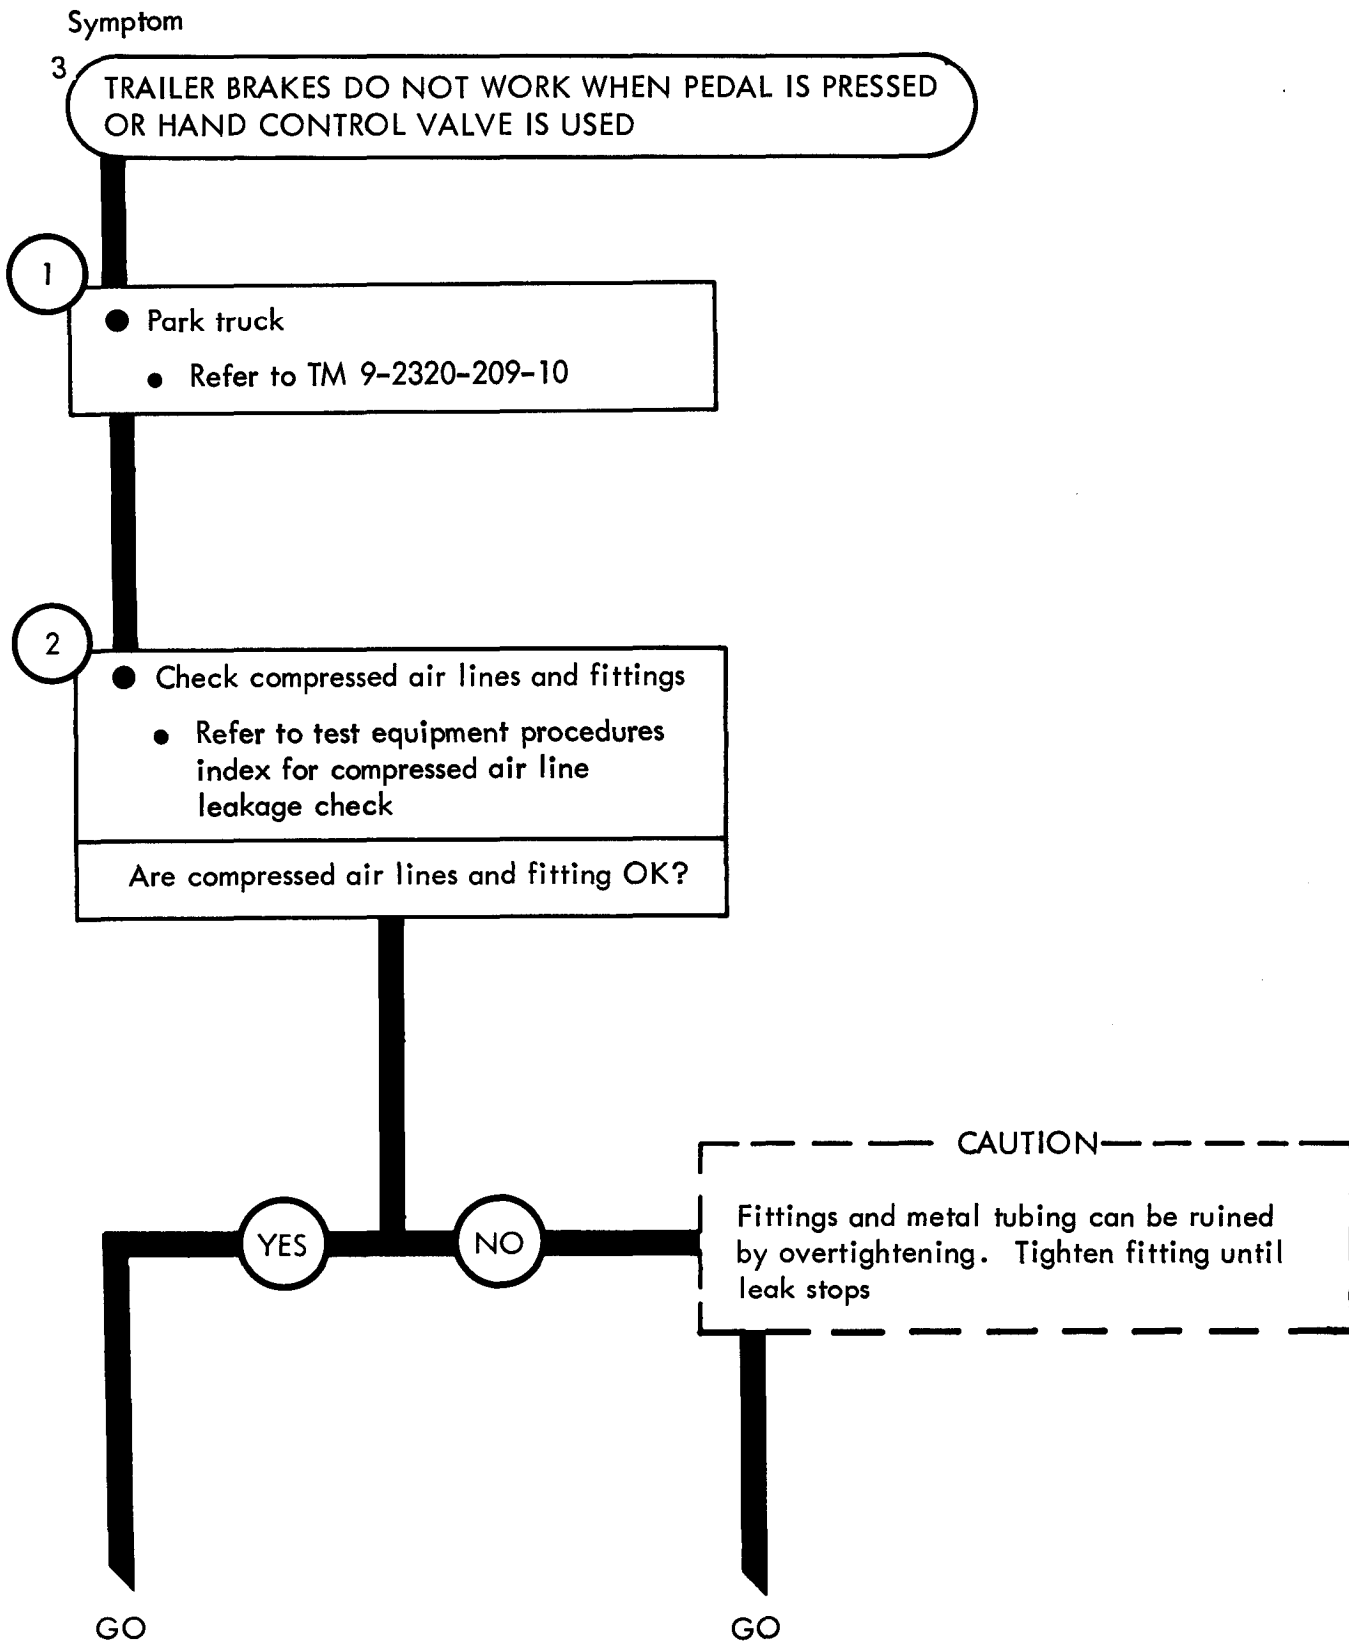 Symptom
3
TRAILER BRAKES DO NOT WORK WHEN PEDAL IS PRESSED
OR HAND CONTROL VALVE IS USED
1
● Park truck
● Refer to TM 9-2320-209-10
2
● Check compressed air lines and fittings
● Refer to test equipment procedures
index for compressed air line
leakage check
Are compressed air lines and fitting OK?
YES
NO
CAUTION
Fittings and metal tubing can be ruined
by overtightening. Tighten fitting until
leak stops
GO
GO